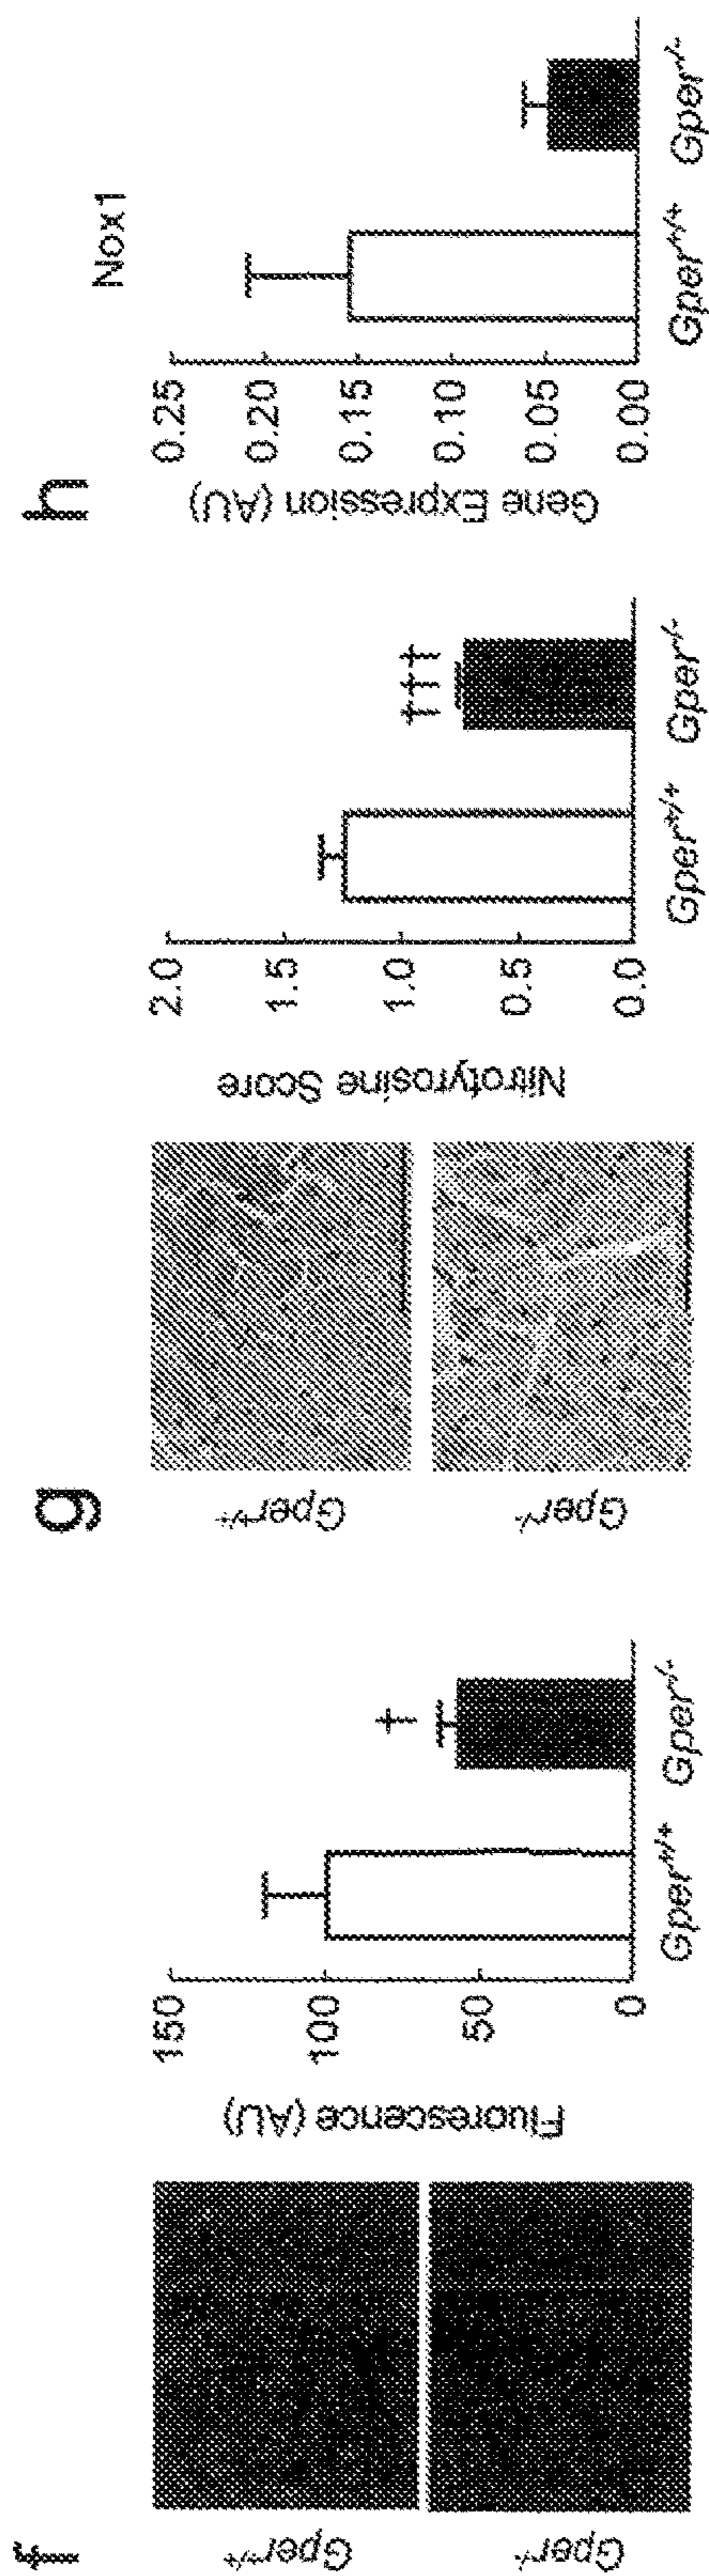 f
Gper+/+
Gper-/-
Fluorescence (AU)
150
100
50
0
†
Gper+/+
Gper-/-
g
Gper+/+
Gper-/-
Nitrotyrosine Score
2.0
1.5
1.0
0.5
0.0
†††
Gper+/+
Gper-/-
h
Nox1
Gene Expression (AU)
0.25
0.20
0.15
0.10
0.05
0.00
Gper+/+
Gper-/-